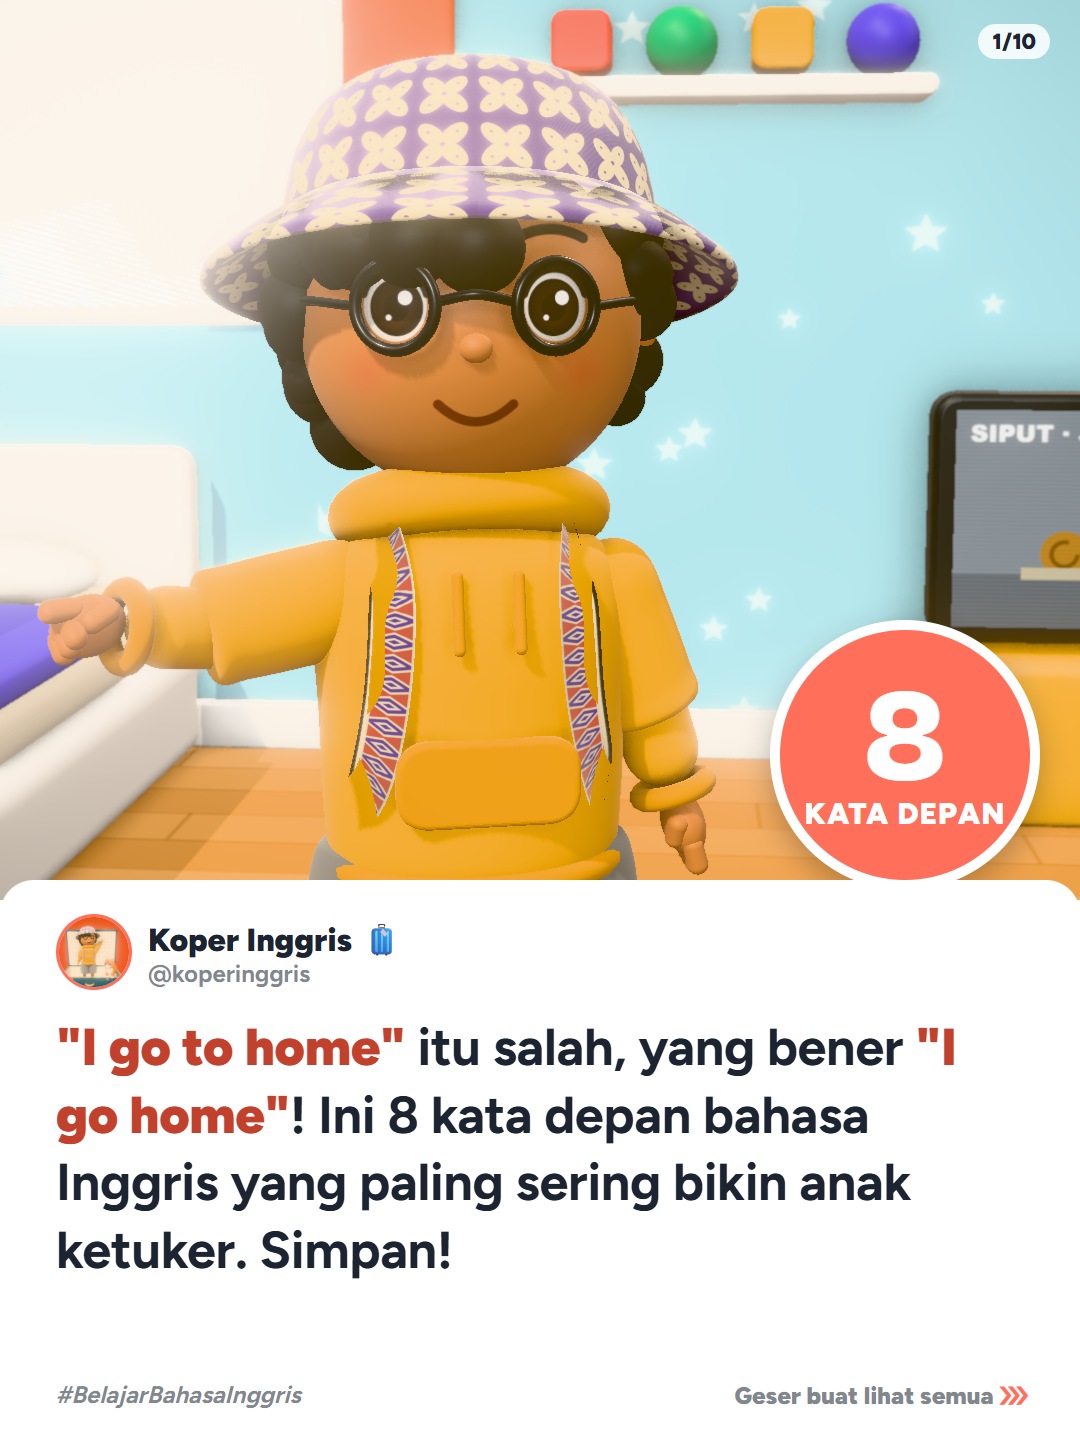 1/10
SIPUT ·
8
KATA DEPAN
Koper Inggris
@koperinggris
"I go to home" itu salah, yang bener "I
go home"! Ini 8 kata depan bahasa
Inggris yang paling sering bikin anak
ketuker. Simpan!
#BelajarBahasaInggris
Geser buat lihat semua